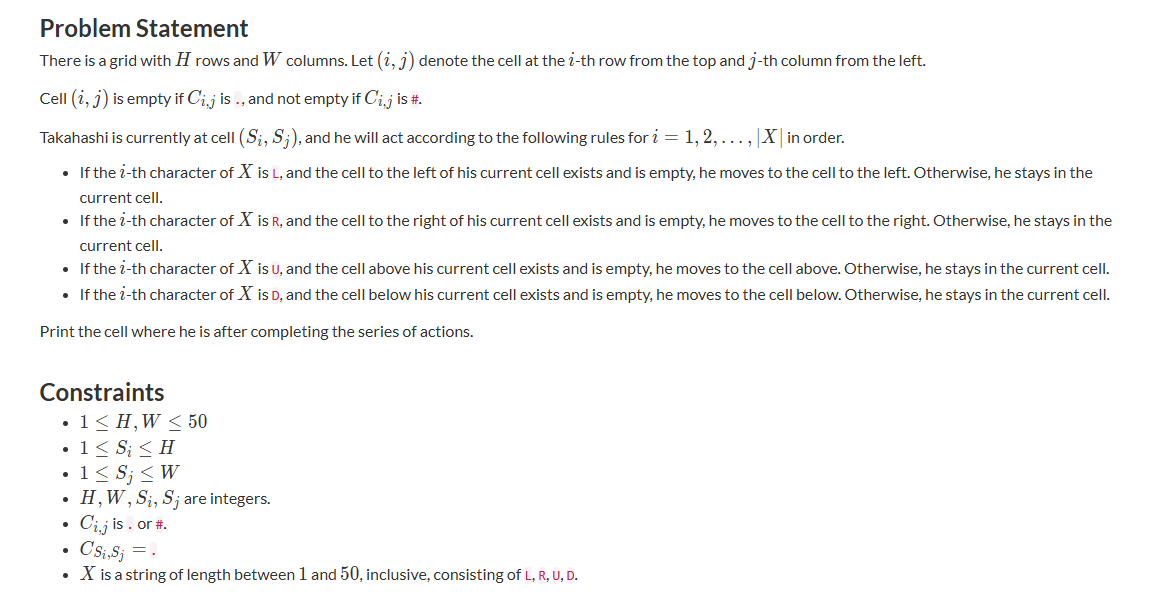 Problem Statement
There is a grid with H rows and W columns. Let (i, j) denote the cell at the i-th row from the top and j-th column from the left.
Cell (i, j) is empty if C_{i,j} is ., and not empty if C_{i,j} is #.
Takahashi is currently at cell (S_i, S_j), and he will act according to the following rules for i = 1, 2, . . . , |X| in order.
• If the i-th character of X is L, and the cell to the left of his current cell exists and is empty, he moves to the cell to the left. Otherwise, he stays in the
current cell.
• If the i-th character of X is R, and the cell to the right of his current cell exists and is empty, he moves to the cell to the right. Otherwise, he stays in the
current cell.
• If the i-th character of X is U, and the cell above his current cell exists and is empty, he moves to the cell above. Otherwise, he stays in the current cell.
• If the i-th character of X is D, and the cell below his current cell exists and is empty, he moves to the cell below. Otherwise, he stays in the current cell.
Print the cell where he is after completing the series of actions.
Constraints
• 1 ≤ H, W ≤ 50
• 1 ≤ S_i ≤ H
• 1 ≤ S_j ≤ W
• H, W, S_i, S_j are integers.
• C_{i,j} is . or #.
• C_{S_i,S_j} = .
• X is a string of length between 1 and 50, inclusive, consisting of L, R, U, D.